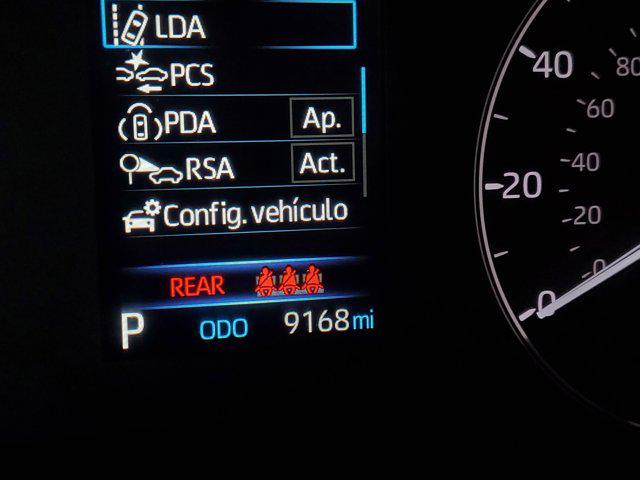 LDA
PCS
PDA Ap.
RSA Act.
Config. vehículo
REAR
P ODO 9168 mi
40 80
60
40
20
20
0
0